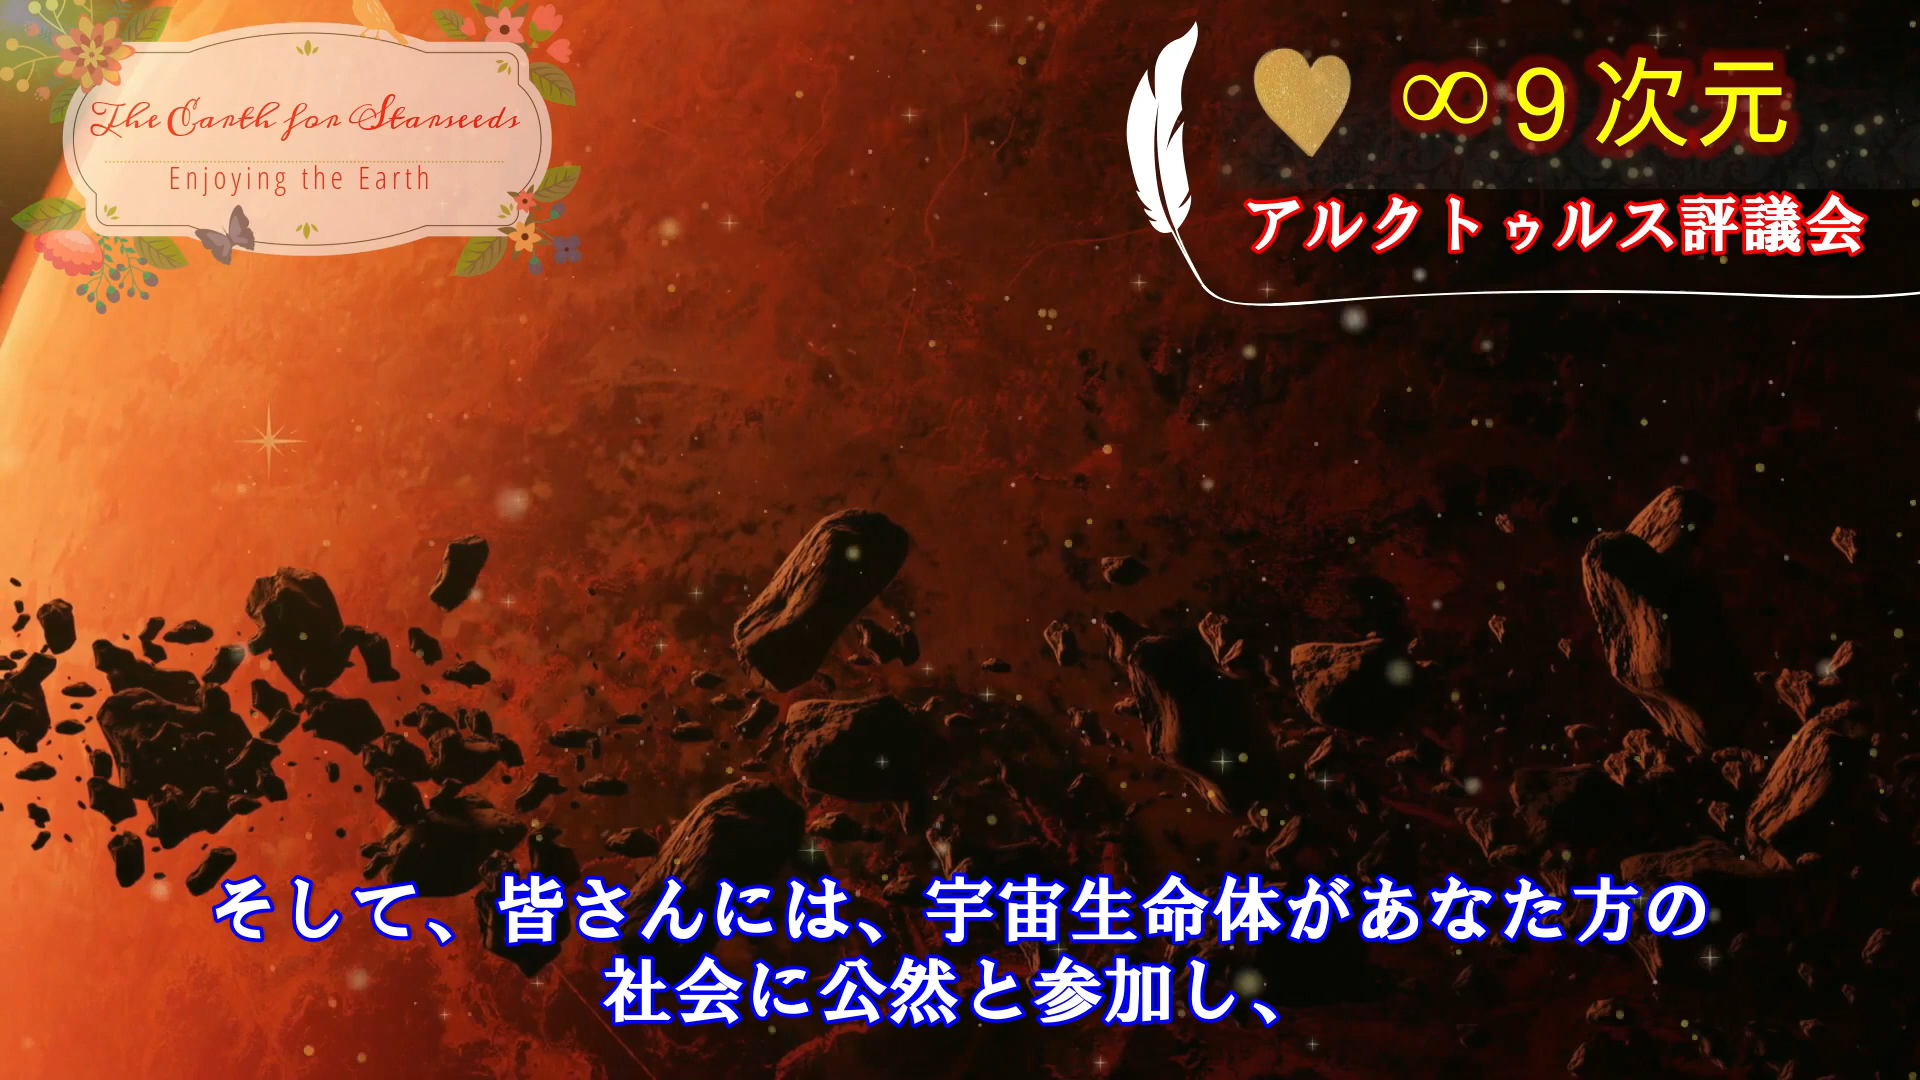 The Earth for Starseeds
Enjoying the Earth
∞9次元
アルクトゥルス評議会
そして、皆さんには、宇宙生命体があなた方の
社会に公然と参加し、